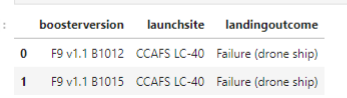 boosterversion launchsite landingoutcome
0 F9 v1.1 B1012 CCAFS LC-40 Failure (drone ship)
1 F9 v1.1 B1015 CCAFS LC-40 Failure (drone ship)